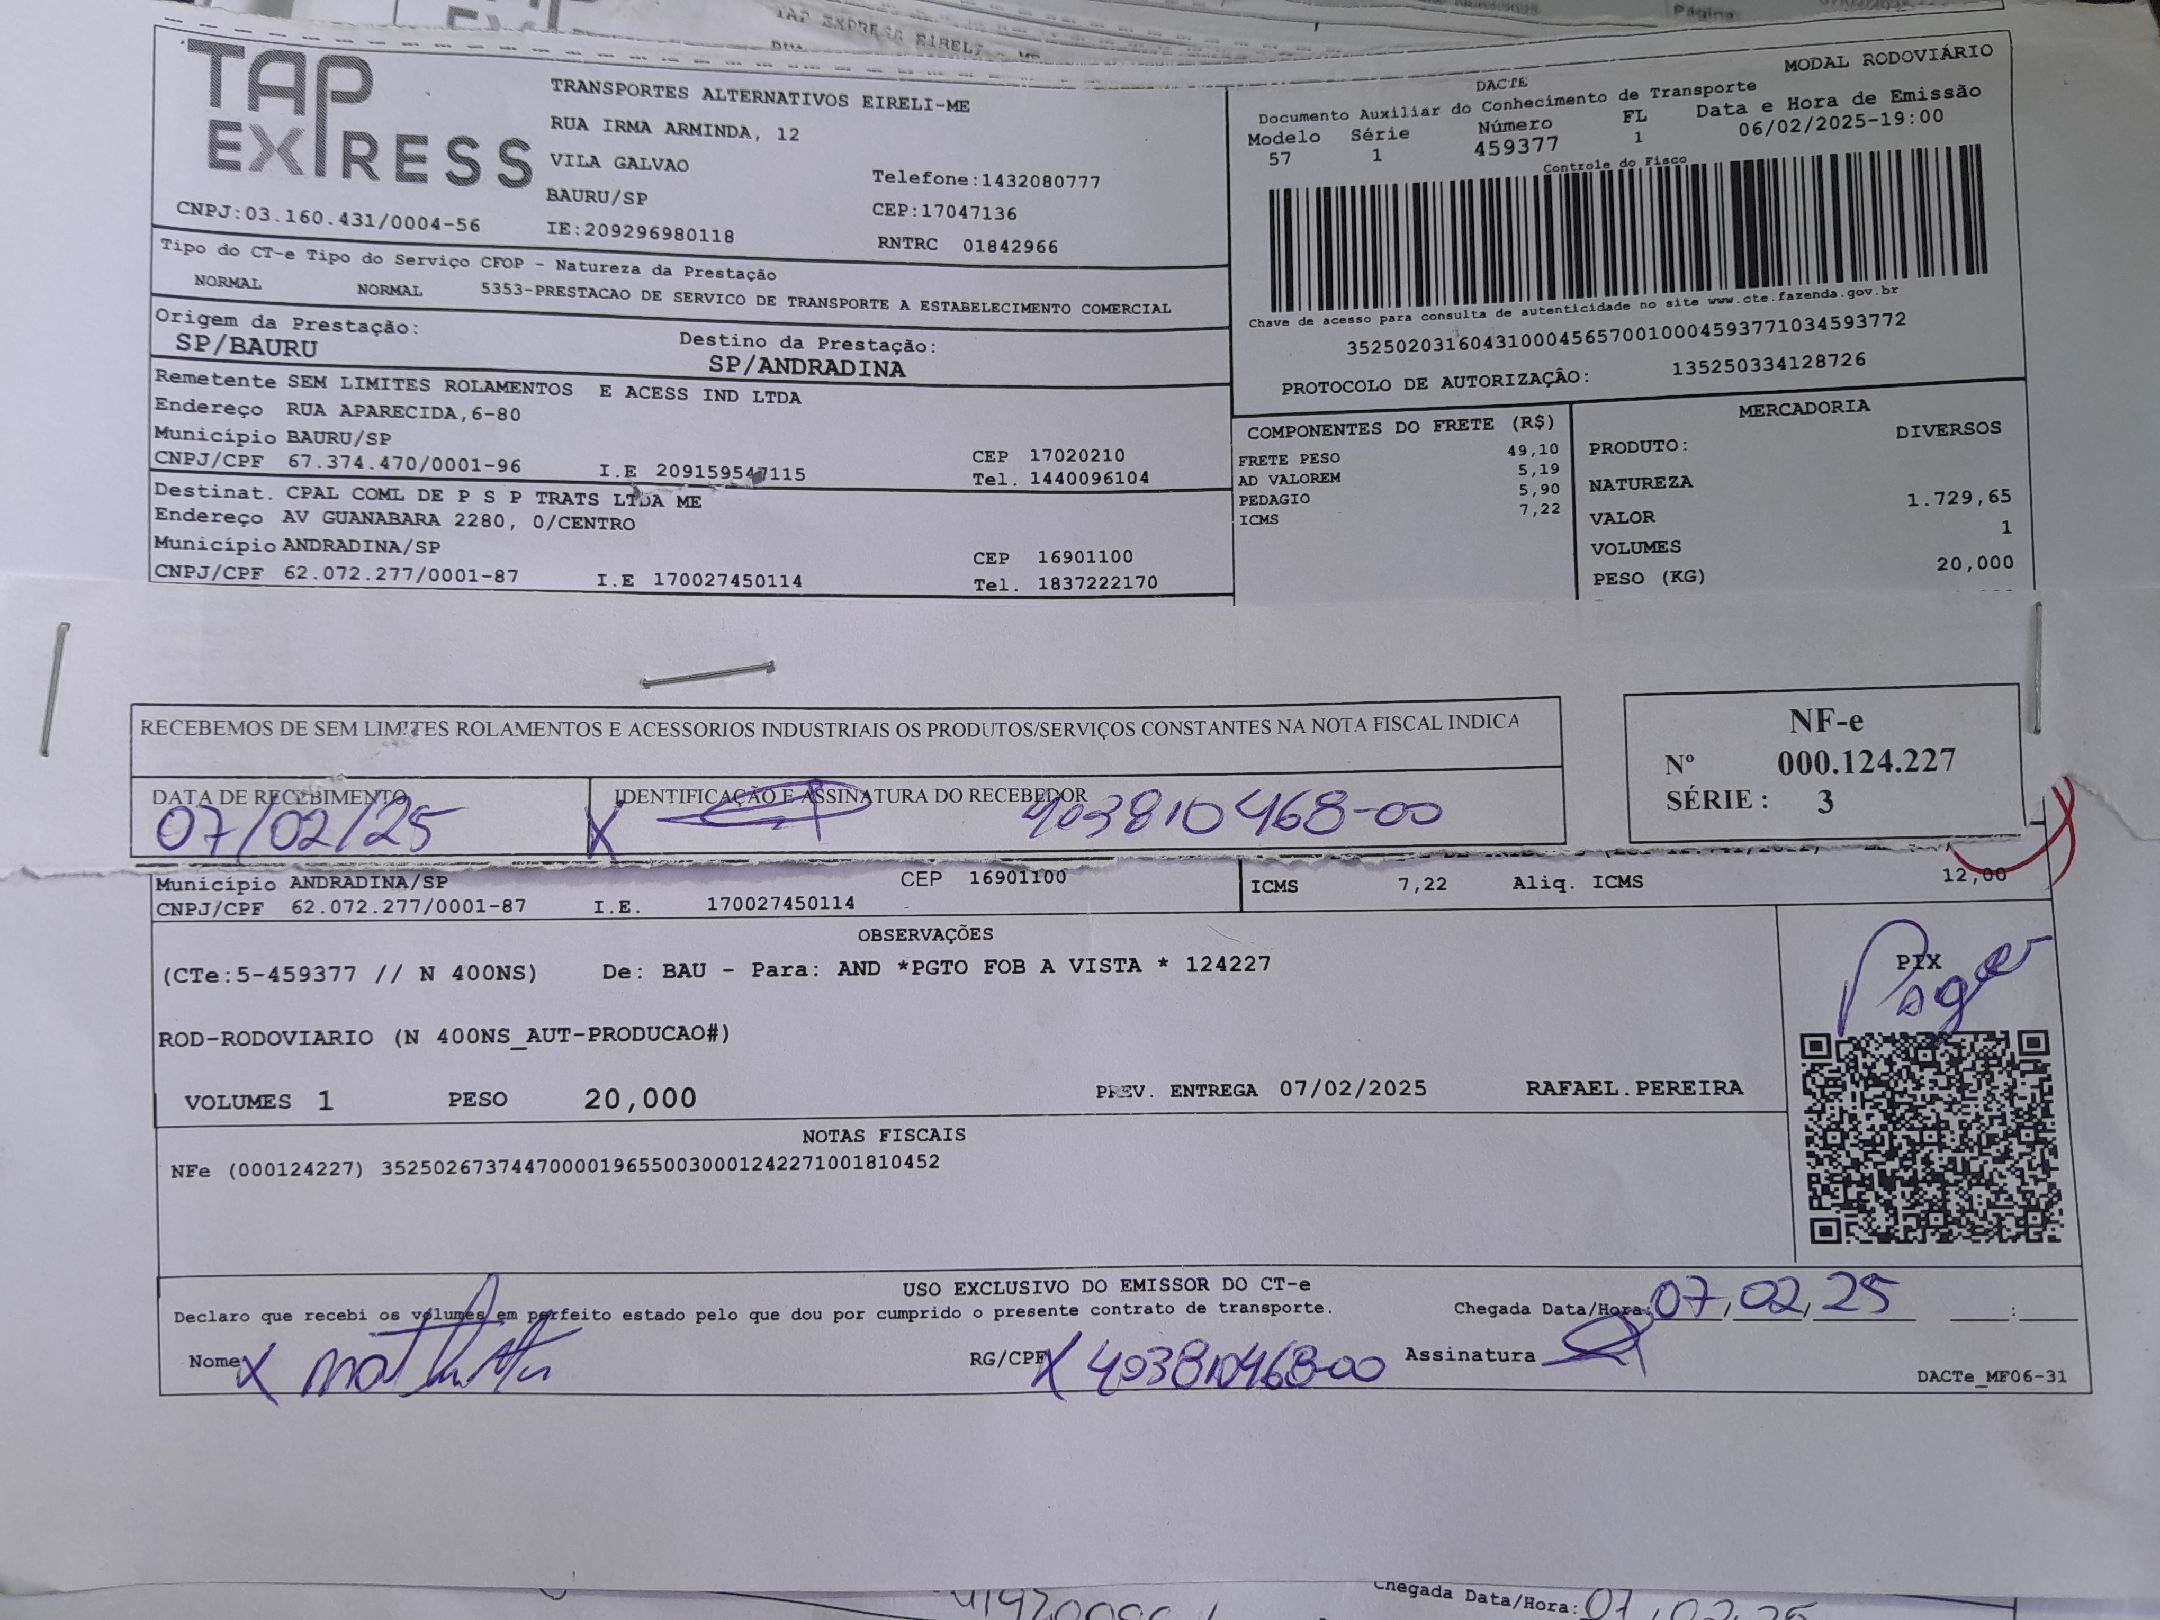 TAP EXPRESS
TRANSPORTES ALTERNATIVOS EIRELI-ME
RUA IRMA ARMINDA, 12
VILA GALVAO
BAURU/SP
Telefone:1432080777
CEP:17047136
CNPJ:03.160.431/0004-56
IE:209296980118
RNTRC 01842966
MODAL RODOVIÁRIO
DACTE
Documento Auxiliar do Conhecimento de Transporte
Modelo Série Número FL Data e Hora de Emissão
57 1 459377 1 06/02/2025-19:00
Controle do Fisco
Chave de acesso para consulta de autenticidade no site www.cte.fazenda.gov.br
35250203160431000456570010004593771034593772
PROTOCOLO DE AUTORIZAÇÃO: 135250334128726
Tipo do CT-e Tipo do Serviço CFOP - Natureza da Prestação
NORMAL NORMAL 5353-PRESTACAO DE SERVICO DE TRANSPORTE A ESTABELECIMENTO COMERCIAL
Origem da Prestação: Destino da Prestação:
SP/BAURU SP/ANDRADINA
Remetente SEM LIMITES ROLAMENTOS E ACESS IND LTDA
Endereço RUA APARECIDA,6-80
Município BAURU/SP CEP 17020210
CNPJ/CPF 67.374.470/0001-96 I.E 209159547115 Tel. 1440096104
Destinat. CPAL COML DE P S P TRATS LTDA ME
Endereço AV GUANABARA 2280, 0/CENTRO
Município ANDRADINA/SP CEP 16901100
CNPJ/CPF 62.072.277/0001-87 I.E 170027450114 Tel. 1837222170
COMPONENTES DO FRETE (R$)
FRETE PESO 49,10
AD VALOREM 5,19
PEDAGIO 5,90
ICMS 7,22
MERCADORIA
PRODUTO: DIVERSOS
NATUREZA
VALOR 1.729,65
VOLUMES 1
PESO (KG) 20,000
RECEBEMOS DE SEM LIMITES ROLAMENTOS E ACESSORIOS INDUSTRIAIS OS PRODUTOS/SERVIÇOS CONSTANTES NA NOTA FISCAL INDICA
DATA DE RECEBIMENTO IDENTIFICAÇÃO E ASSINATURA DO RECEBEDOR
07/02/25 X 403810468-00
NF-e
Nº 000.124.227
SÉRIE : 3
Município ANDRADINA/SP CEP 16901100
CNPJ/CPF 62.072.277/0001-87 I.E. 170027450114
ICMS 7,22 Aliq. ICMS 12,00
OBSERVAÇÕES
(CTe:5-459377 // N 400NS) De: BAU - Para: AND *PGTO FOB A VISTA * 124227
ROD-RODOVIARIO (N 400NS_AUT-PRODUCAO#)
VOLUMES 1 PESO 20,000 PREV. ENTREGA 07/02/2025 RAFAEL.PEREIRA
PIX
NOTAS FISCAIS
NFe (000124227) 35250267374470000196550030001242271001810452
USO EXCLUSIVO DO EMISSOR DO CT-e
Declaro que recebi os volumes em perfeito estado pelo que dou por cumprido o presente contrato de transporte.
Chegada Data/Hora: 07/02/25 :
Nome X RG/CPF X 403810468-00 Assinatura
DACTe_MF06-31
Chegada Data/Hora: